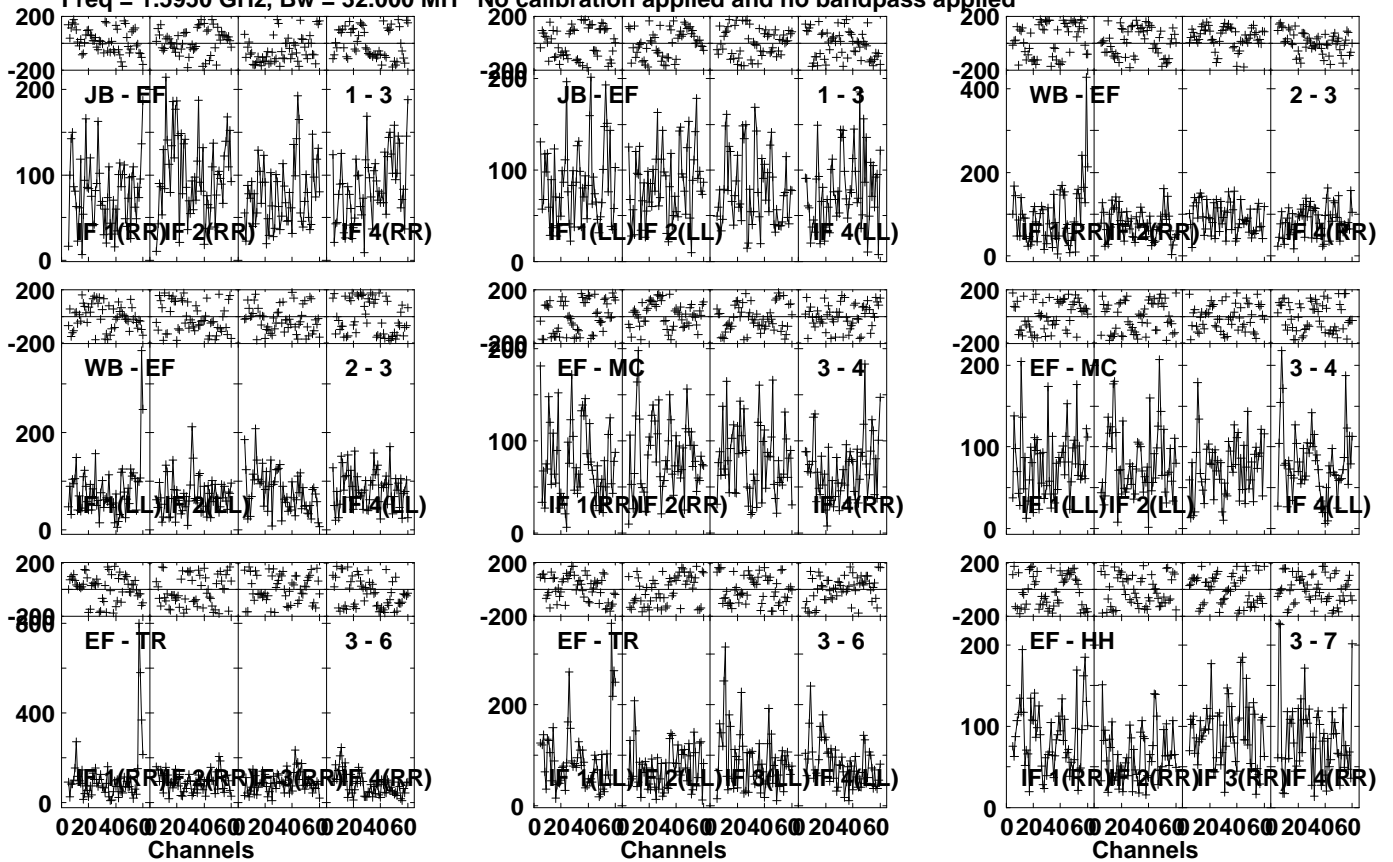 Freq = 1.5950 GHz, Bw = 32.000 MH No calibration applied and no bandpass applied
200
-200
200
100
0
JB - EF
1 - 3
IF 1(RR) IF 2(RR) IF 4(RR)
-200
200
100
0
JB - EF
1 - 3
IF 1(LL) IF 2(LL) IF 4(LL)
200
-200
400
200
0
WB - EF
2 - 3
IF 1(RR) IF 2(RR) IF 4(RR)
200
-200
200
0
WB - EF
2 - 3
IF 1(LL) IF 2(LL) IF 4(LL)
200
-200
200
100
0
EF - MC
3 - 4
IF 1(RR) IF 2(RR) IF 4(RR)
200
-200
200
100
0
EF - MC
3 - 4
IF 1(LL) IF 2(LL) IF 4(LL)
200
-200
800
400
0
EF - TR
3 - 6
IF 1(RR) IF 2(RR) IF 3(RR) IF 4(RR)
0 20 40 60 0 20 40 60 0 20 40 60 0 20 40 60
Channels
200
-200
200
0
EF - TR
3 - 6
IF 1(LL) IF 2(LL) IF 3(LL) IF 4(LL)
0 20 40 60 0 20 40 60 0 20 40 60 0 20 40 60
Channels
200
-200
200
100
0
EF - HH
3 - 7
IF 1(RR) IF 2(RR) IF 3(RR) IF 4(RR)
0 20 40 60 0 20 40 60 0 20 40 60 0 20 40 60
Channels